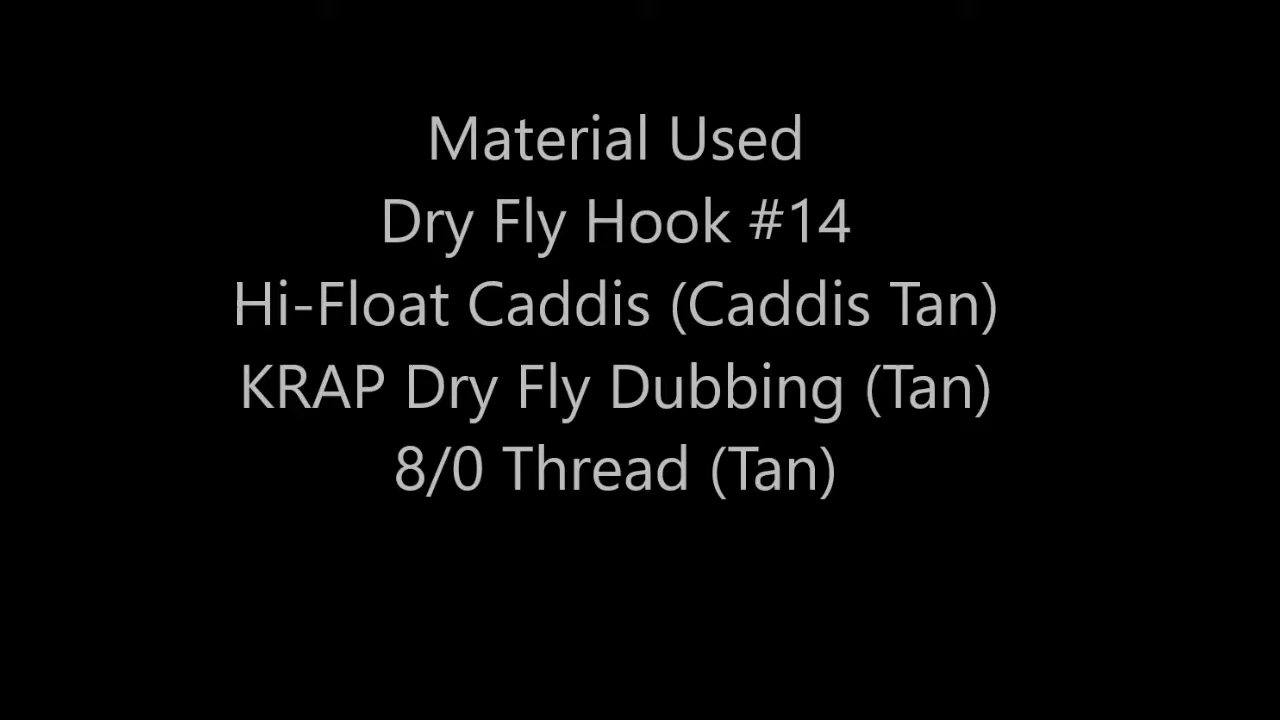 Material Used
Dry Fly Hook #14
Hi-Float Caddis (Caddis Tan)
KRAP Dry Fly Dubbing (Tan)
8/0 Thread (Tan)